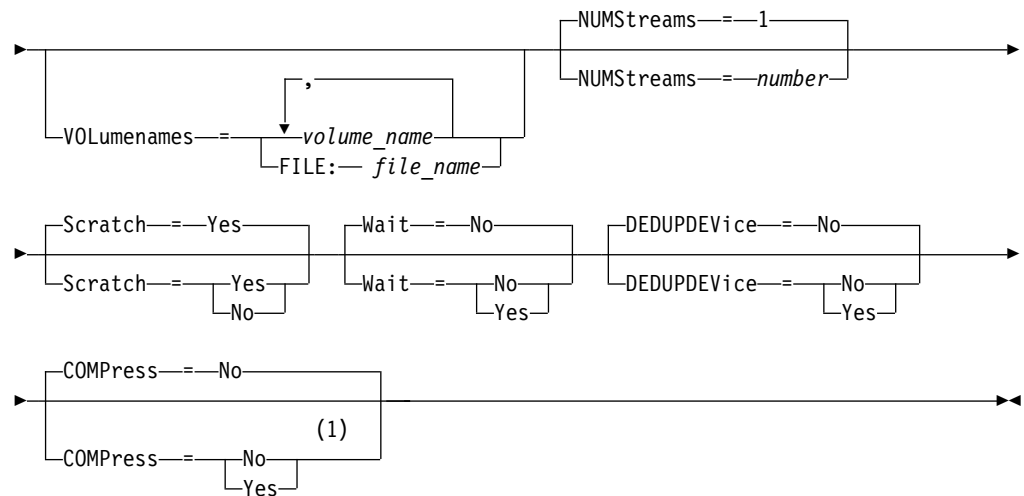 NUMStreams = 1
NUMStreams = number
,
VOLumenames = volume_name
FILE: file_name
Scratch = Yes Wait = No DEDUPDEVice = No
Scratch = Yes Wait = No DEDUPDEVice = No
No Yes Yes
COMPress = No
(1)
COMPress = No
Yes